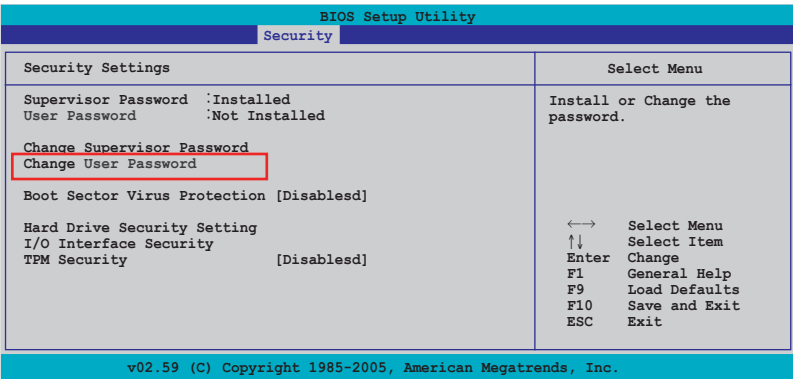 BIOS Setup Utility
Security
Security Settings
Select Menu
Supervisor Password :Installed
User Password :Not Installed
Change Supervisor Password
Change User Password
Boot Sector Virus Protection [Disablesd]
Hard Drive Security Setting
I/O Interface Security
TPM Security [Disablesd]
Install or Change the
password.
←→ Select Menu
↑↓ Select Item
Enter Change
F1 General Help
F9 Load Defaults
F10 Save and Exit
ESC Exit
v02.59 (C) Copyright 1985-2005, American Megatrends, Inc.